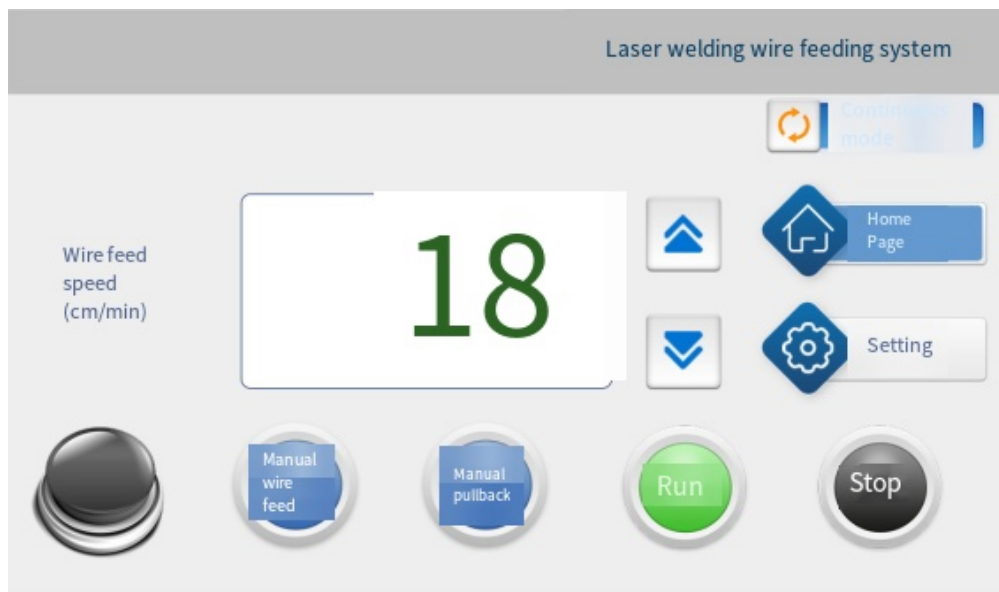 Laser welding wire feeding system
mode
Home
Page
Wire feed
speed
(cm/min)
18
Setting
Manual
wire
feed
Manual
pullback
Run
Stop